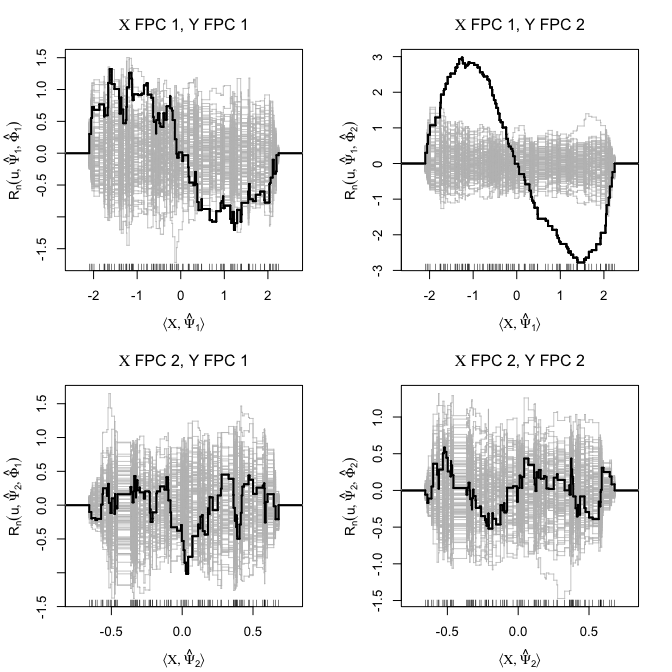 X FPC 1, Y FPC 1
Rn(u, Ψ̂1, Φ̂1)
1.5
1.0
0.5
0.0
-0.5
-1.5
-2 -1 0 1 2
⟨X, Ψ̂1⟩
X FPC 1, Y FPC 2
Rn(u, Ψ̂1, Φ̂2)
3
2
1
0
-1
-2
-3
-2 -1 0 1 2
⟨X, Ψ̂1⟩
X FPC 2, Y FPC 1
Rn(u, Ψ̂2, Φ̂1)
1.5
1.0
0.5
0.0
-0.5
-1.5
-0.5 0.0 0.5
⟨X, Ψ̂2⟩
X FPC 2, Y FPC 2
Rn(u, Ψ̂2, Φ̂2)
1.0
0.5
0.0
-0.5
-1.0
-1.5
-0.5 0.0 0.5
⟨X, Ψ̂2⟩